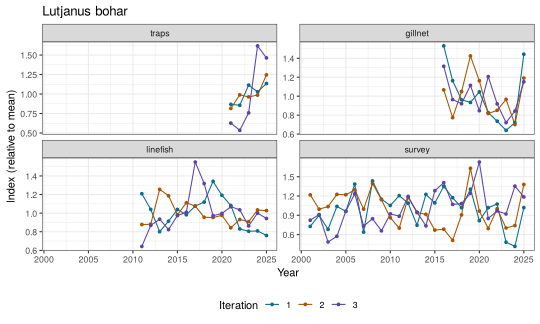 Lutjanus bohar
traps
gillnet
1.50
1.25
1.00
0.75
0.50
1.4
1.2
1.0
0.8
0.6
linefish
survey
1.4
1.2
1.0
0.8
0.6
1.5
1.2
0.9
0.6
2000 2005 2010 2015 2020 2025
2000 2005 2010 2015 2020 2025
Index (relative to mean)
Year
Iteration 1 2 3